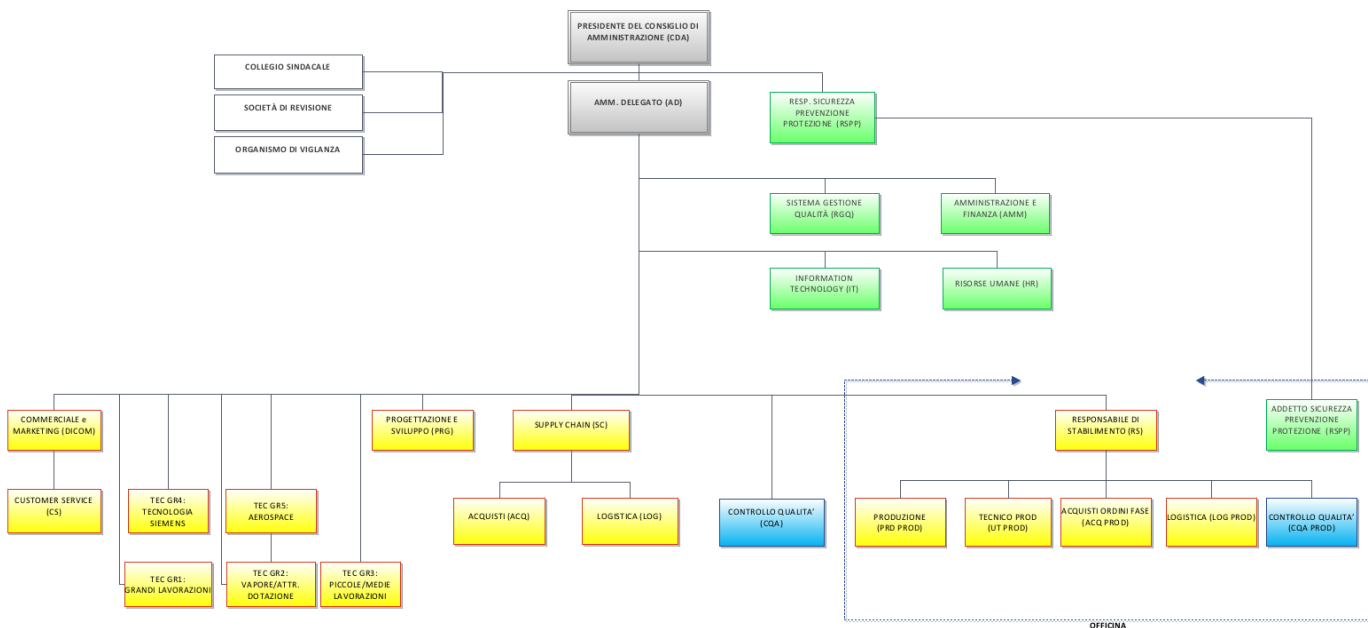 PRESIDENTE DEL CONSIGLIO DI
AMMINISTRAZIONE (CDA)
COLLEGIO SINDACALE
SOCIETÀ DI REVISIONE
ORGANISMO DI VIGLANZA
AMM. DELEGATO (AD)
RESP. SICUREZZA
PREVENZIONE
PROTEZIONE (RSPP)
SISTEMA GESTIONE
QUALITÀ (RGQ)
AMMINISTRAZIONE E
FINANZA (AMM)
INFORMATION
TECHNOLOGY (IT)
RISORSE UMANE (HR)
COMMERCIALE e
MARKETING (DICOM)
PROGETTAZIONE E
SVILUPPO (PRG)
SUPPLY CHAIN (SC)
RESPONSABILE DI
STABILIMENTO (RS)
ADDETTO SICUREZZA
PREVENZIONE
PROTEZIONE (RSPP)
CUSTOMER SERVICE
(CS)
TEC GR4:
TECNOLOGIA
SIEMENS
TEC GR5:
AEROSPACE
ACQUISTI (ACQ)
LOGISTICA (LOG)
CONTROLLO QUALITA'
(CQA)
PRODUZIONE
(PRD PROD)
TECNICO PROD
(UT PROD)
ACQUISTI ORDINI FASE
(ACQ PROD)
LOGISTICA (LOG PROD)
CONTROLLO QUALITA'
(CQA PROD)
TEC GR1:
GRANDI LAVORAZIONI
TEC GR2:
VAPORE/ATTR.
DOTAZIONE
TEC GR3:
PICCOLE/MEDIE
LAVORAZIONI
OFFICINA